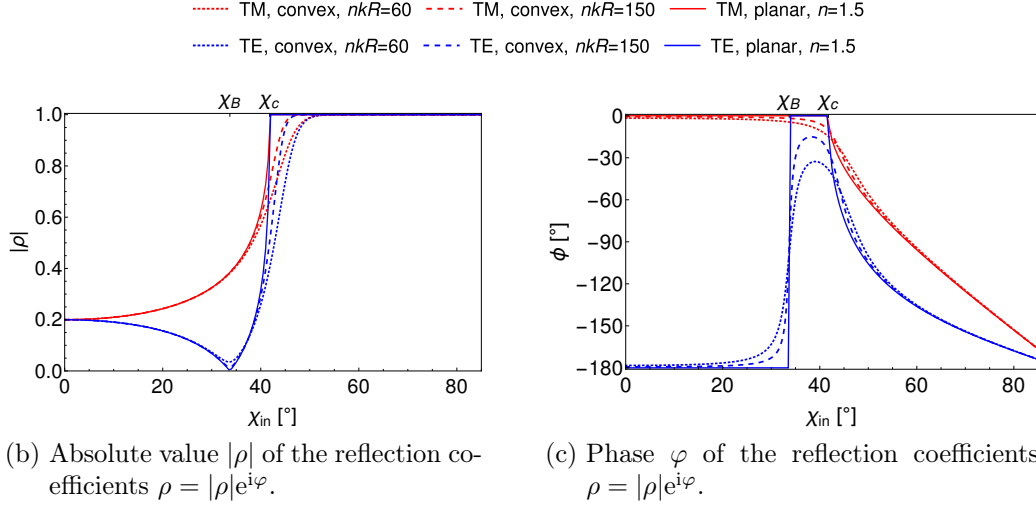 TM, convex, nkR=60 TM, convex, nkR=150 TM, planar, n=1.5
TE, convex, nkR=60 TE, convex, nkR=150 TE, planar, n=1.5
χB χc
1.0
0.8
0.6
0.4
0.2
0.0
|ρ|
0 20 40 60 80
χin [°]
χB χc
0
−30
−60
−90
−120
−150
−180
ϕ [°]
0 20 40 60 80
χin [°]
(b) Absolute value |ρ| of the reflection co-
efficients ρ = |ρ|e^{iφ}.
(c) Phase φ of the reflection coefficients
ρ = |ρ|e^{iφ}.